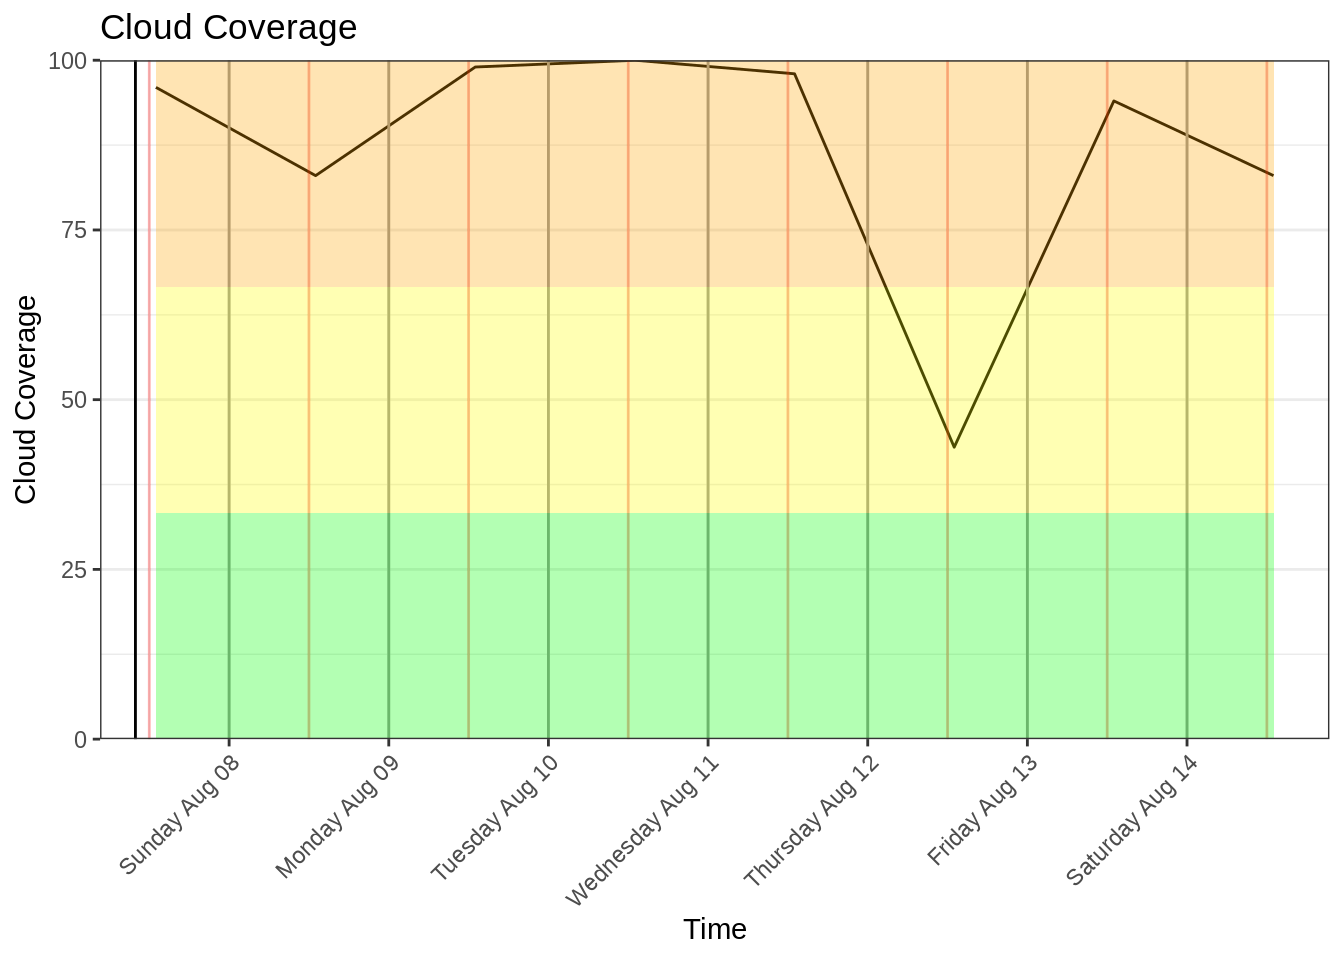 Cloud Coverage
100
75
50
25
0
Cloud Coverage
Sunday Aug 08
Monday Aug 09
Tuesday Aug 10
Wednesday Aug 11
Thursday Aug 12
Friday Aug 13
Saturday Aug 14
Time